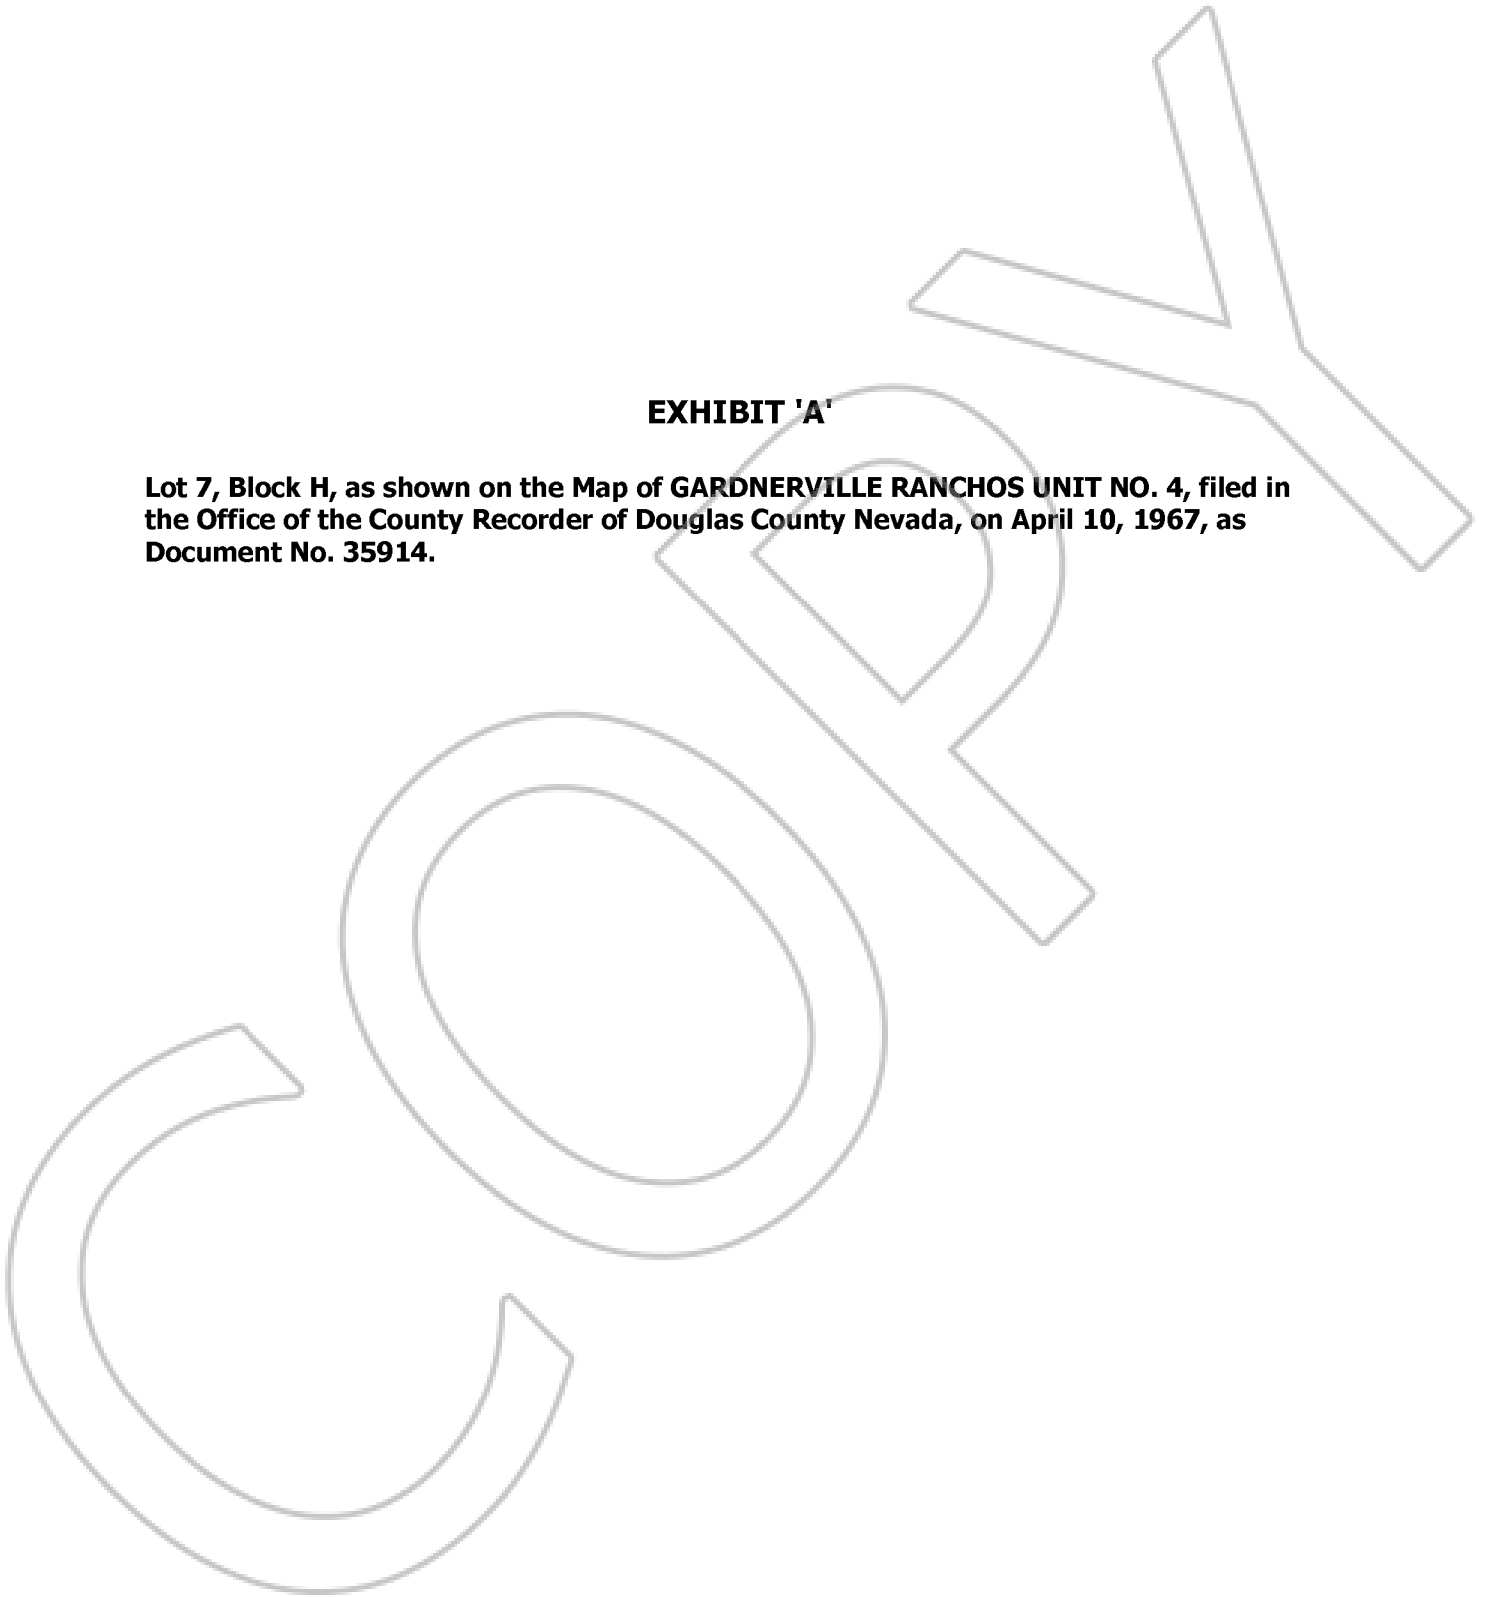 EXHIBIT 'A'
Lot 7, Block H, as shown on the Map of GARDNERVILLE RANCHOS UNIT NO. 4, filed in
the Office of the County Recorder of Douglas County Nevada, on April 10, 1967, as
Document No. 35914.
COPY